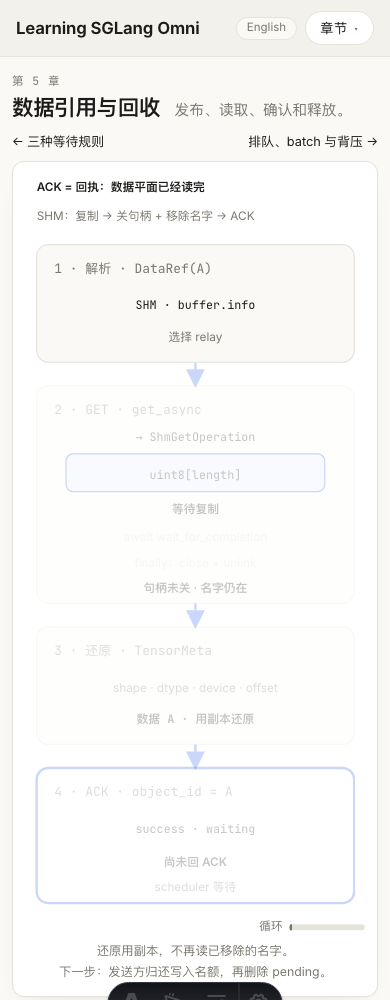 Learning SGLang Omni
English
章节
第 5 章
数据引用与回收 发布、读取、确认和释放。
← 三种等待规则
排队、batch 与背压 →
ACK = 回执：数据平面已经读完
SHM：复制 → 关句柄 + 移除名字 → ACK
1 · 解析 · DataRef(A)
SHM · buffer.info
选择 relay
2 · GET · get_async
→ ShmGetOperation
uint8[length]
等待复制
await wait_for_completion
finally：close + unlink
句柄未关 · 名字仍在
3 · 还原 · TensorMeta
shape · dtype · device · offset
数据 A · 用副本还原
4 · ACK · object_id = A
success · waiting
尚未回 ACK
scheduler 等待
循环
还原用副本，不再读已移除的名字。
下一步：发送方归还写入名额，再删除 pending。